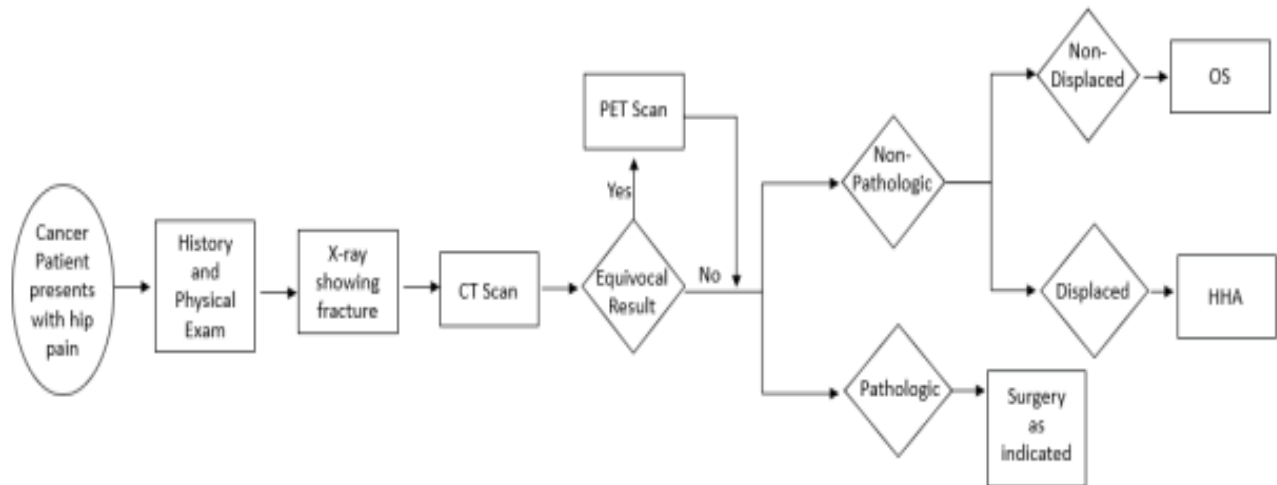 Cancer
Patient
presents
with hip
pain
History
and
Physical
Exam
X-ray
showing
fracture
CT Scan
Equivocal
Result
Yes
PET Scan
No
Non-
Pathologic
Non-
Displaced
OS
Displaced
HHA
Pathologic
Surgery
as
indicated